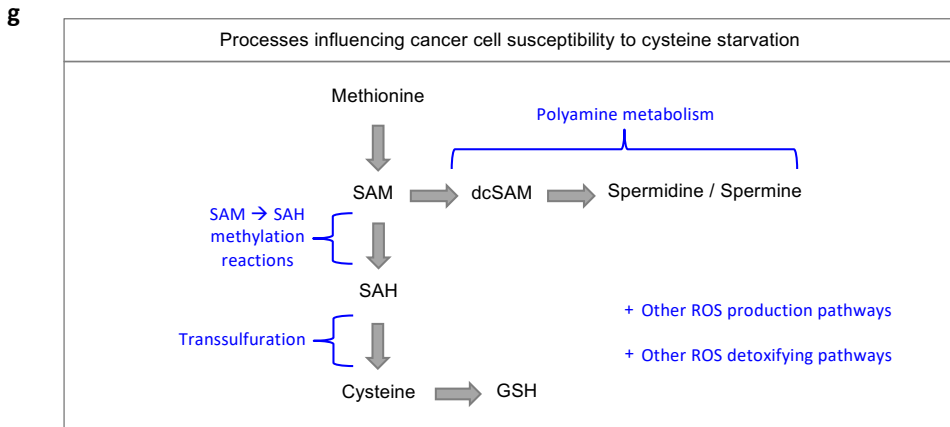 g
Processes influencing cancer cell susceptibility to cysteine starvation
Methionine
Polyamine metabolism
SAM
dcSAM
Spermidine / Spermine
SAM → SAH
methylation
reactions
SAH
+ Other ROS production pathways
Transsulfuration
+ Other ROS detoxifying pathways
Cysteine
GSH